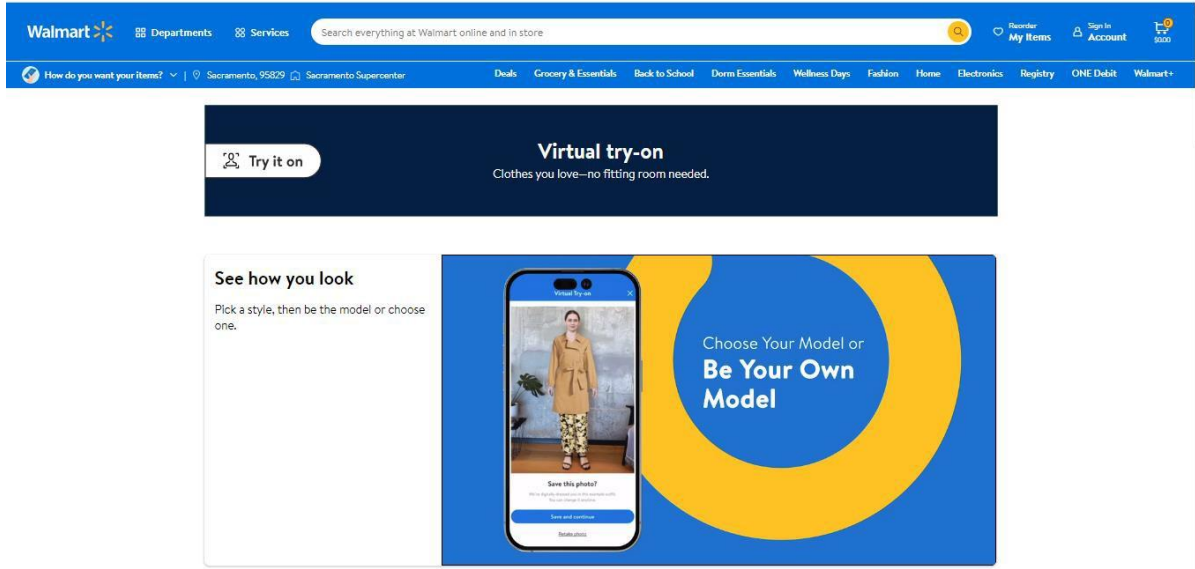 Walmart
Departments
Services
Search everything at Walmart online and in store
Reorder
My Items
Sign In
Account
0
$0.00
How do you want your items?
|
Sacramento, 95829
Sacramento Supercenter
Deals
Grocery & Essentials
Back to School
Dorm Essentials
Wellness Days
Fashion
Home
Electronics
Registry
ONE Debit
Walmart+
Try it on
Virtual try-on
Clothes you love—no fitting room needed.
See how you look
Pick a style, then be the model or choose
one.
Virtual Try-on
Save this photo?
Save and continue
Retake photo
Choose Your Model or
Be Your Own
Model